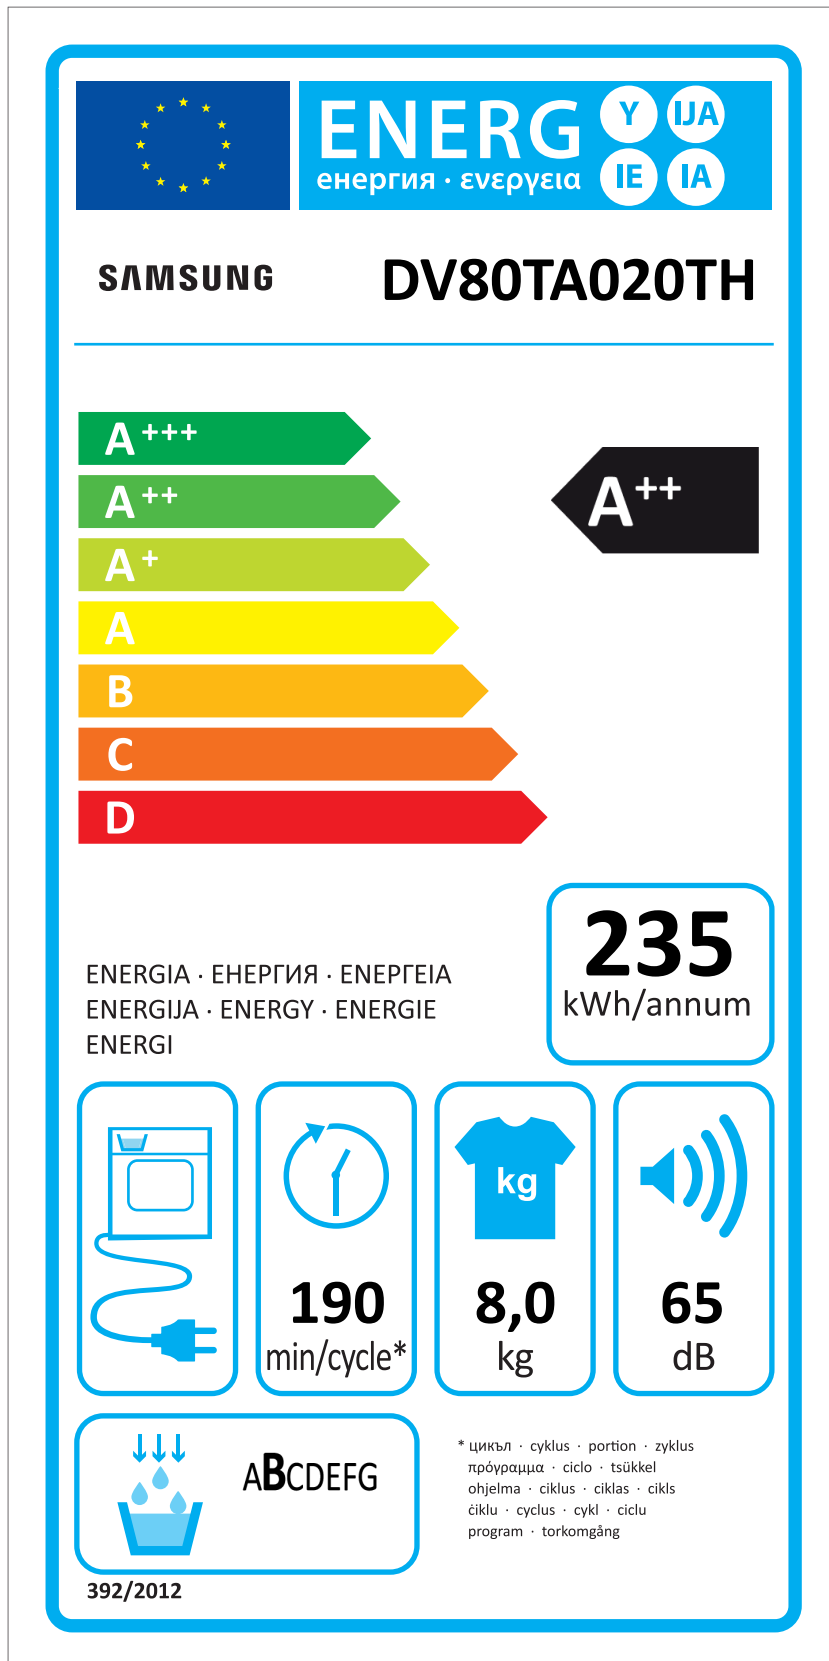 ENERG Y IJA
енергия · ενεργεια IE IA
SAMSUNG DV80TA020TH
A+++
A++
A++
A+
A
B
C
D
235
kWh/annum
ENERGIA · ЕНЕРГИЯ · ΕΝΕΡΓΕΙΑ
ENERGIJA · ENERGY · ENERGIE
ENERGI
kg
190
min/cycle*
8,0
kg
65
dB
ABCDEFG
* цикъл · cyklus · portion · zyklus
πρόγραμμα · ciclo · tsükkel
ohjelma · ciklus · ciklas · cikls
ċiklu · cyclus · cykl · ciclu
program · torkomgång
392/2012